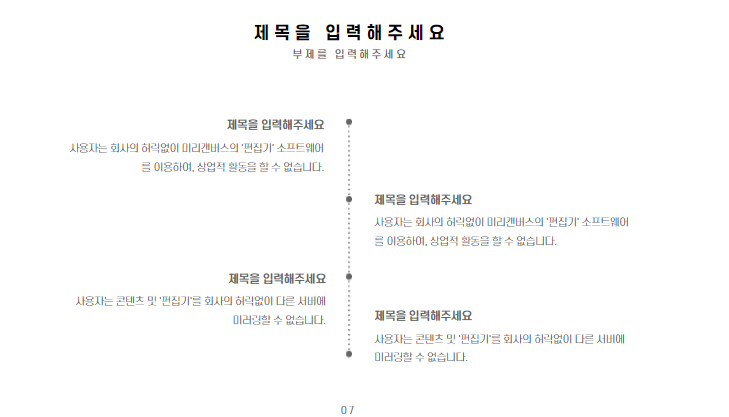 제목을 입력해주세요
부제를 입력해주세요
제목을 입력해주세요
사용자는 회사의 허락없이 미리캔버스의 '편집기' 소프트웨어
를 이용하여, 상업적 활동을 할 수 없습니다.
제목을 입력해주세요
사용자는 회사의 허락없이 미리캔버스의 '편집기' 소프트웨어
를 이용하여, 상업적 활동을 할 수 없습니다.
제목을 입력해주세요
사용자는 콘텐츠 및 '편집기'를 회사의 허락없이 다른 서버에
미러링할 수 없습니다.
제목을 입력해주세요
사용자는 콘텐츠 및 '편집기'를 회사의 허락없이 다른 서버에
미러링할 수 없습니다.
07